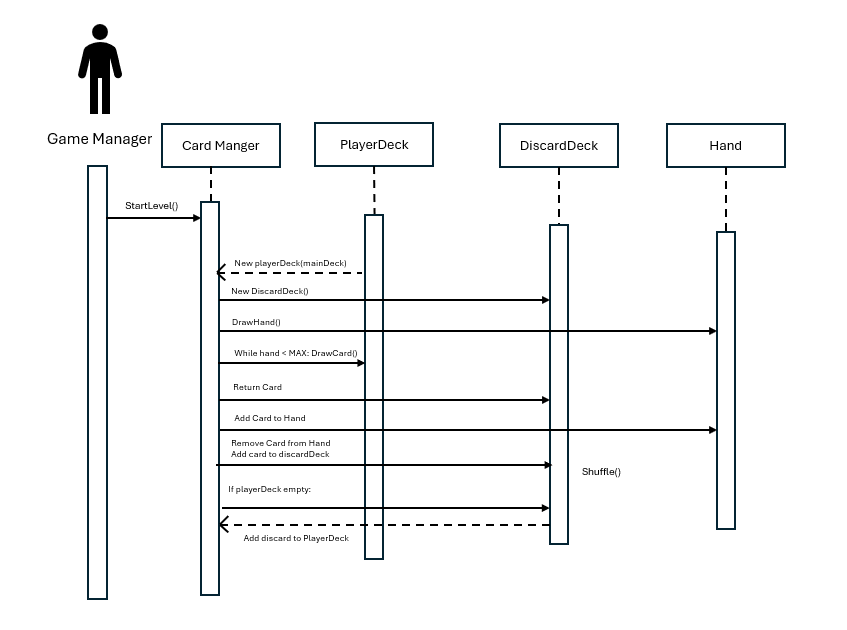 Game Manager
Card Manger
PlayerDeck
DiscardDeck
Hand
StartLevel()
New playerDeck(mainDeck)
New DiscardDeck()
DrawHand()
While hand < MAX: DrawCard()
Return Card
Add Card to Hand
Remove Card from Hand
Add card to discardDeck
Shuffle()
If playerDeck empty:
Add discard to PlayerDeck